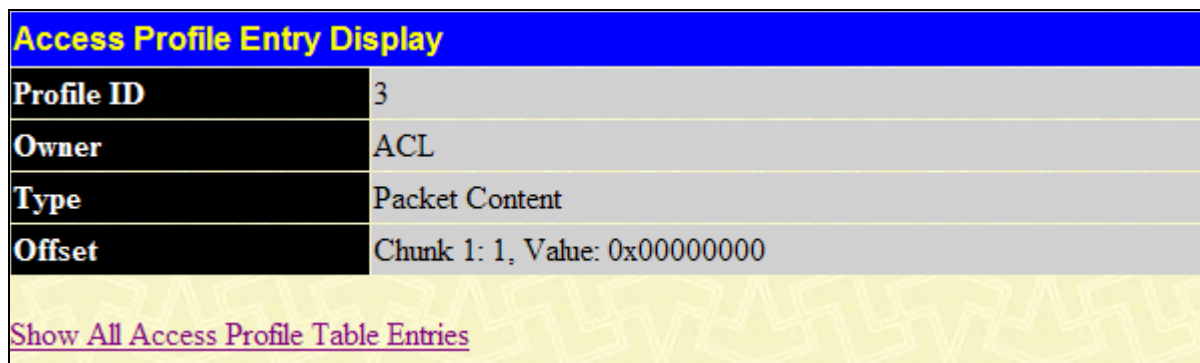 Access Profile Entry Display
Profile ID 3
Owner ACL
Type Packet Content
Offset Chunk 1: 1, Value: 0x00000000
Show All Access Profile Table Entries